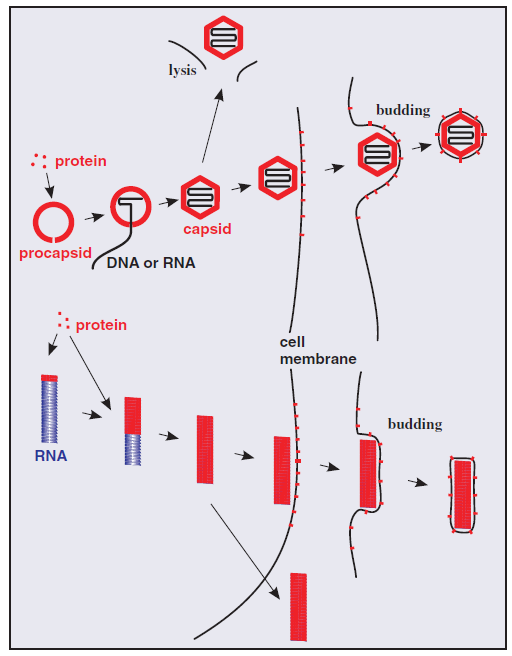 lysis
budding
protein
capsid
procapsid
DNA or RNA
protein
cell
membrane
budding
RNA